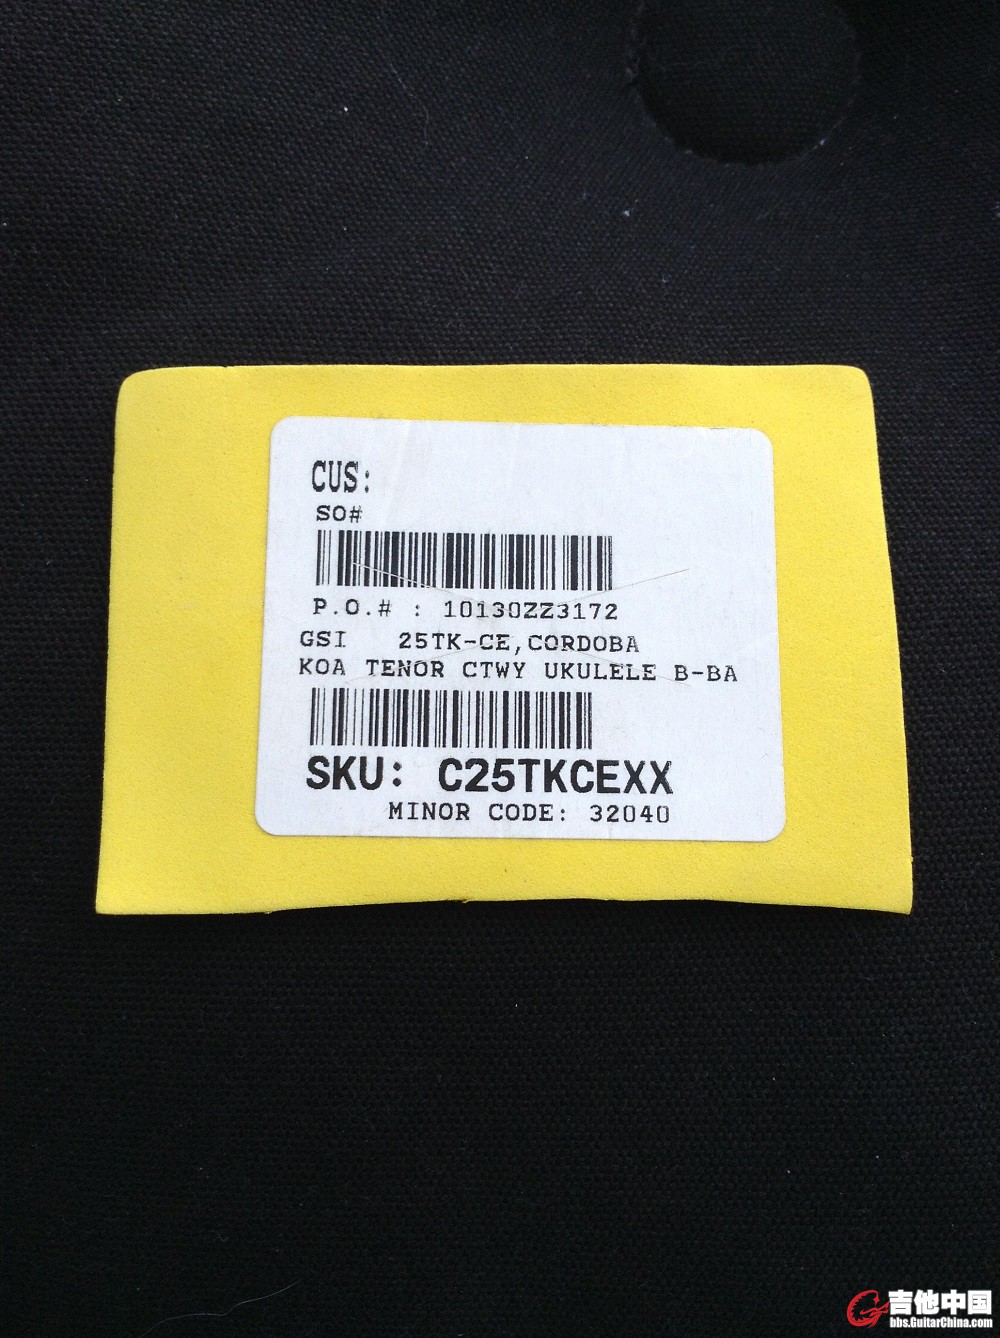 CUS:
SO#
P.O.# : 10130ZZ3172
GSI 25TK-CE,CORDOBA
KOA TENOR CTWY UKULELE B-BA
SKU: C25TKCEXX
MINOR CODE: 32040
吉他中国
bbs.GuitarChina.com